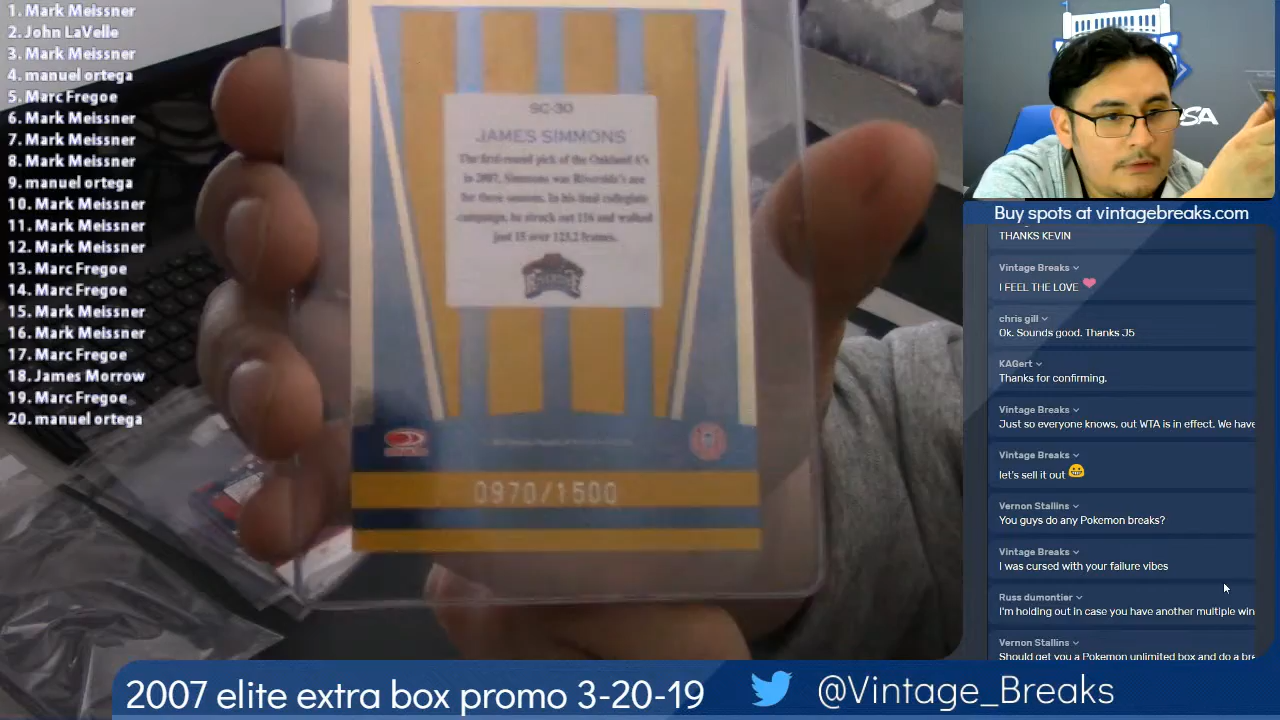 1. Mark Meissner
2. John LaVelle
3. Mark Meissner
4. manuel ortega
5. Marc Fregoe
6. Mark Meissner
7. Mark Meissner
8. Mark Meissner
9. manuel ortega
10. Mark Meissner
11. Mark Meissner
12. Mark Meissner
13. Marc Fregoe
14. Marc Fregoe
15. Mark Meissner
16. Mark Meissner
17. Marc Fregoe
18. James Morrow
19. Marc Fregoe
20. manuel ortega
SC-30
JAMES SIMMONS
The first-round pick of the Oakland A's
in 2007, Simmons was Riverside's ace
for three seasons. In his final collegiate
campaign, he struck out 116 and walked
just 15 over 123.2 frames.
0970/1500
SA
Buy spots at vintagebreaks.com
THANKS KEVIN
Vintage Breaks
I FEEL THE LOVE
chris gill
Ok. Sounds good. Thanks J5
KAGert
Thanks for confirming.
Vintage Breaks
Just so everyone knows, out WTA is in effect. We have
Vintage Breaks
let's sell it out
Vernon Stallins
You guys do any Pokemon breaks?
Vintage Breaks
I was cursed with your failure vibes
Russ dumontier
I'm holding out in case you have another multiple win
Vernon Stallins
Should get you a Pokemon unlimited box and do a bre
2007 elite extra box promo 3-20-19
@Vintage_Breaks